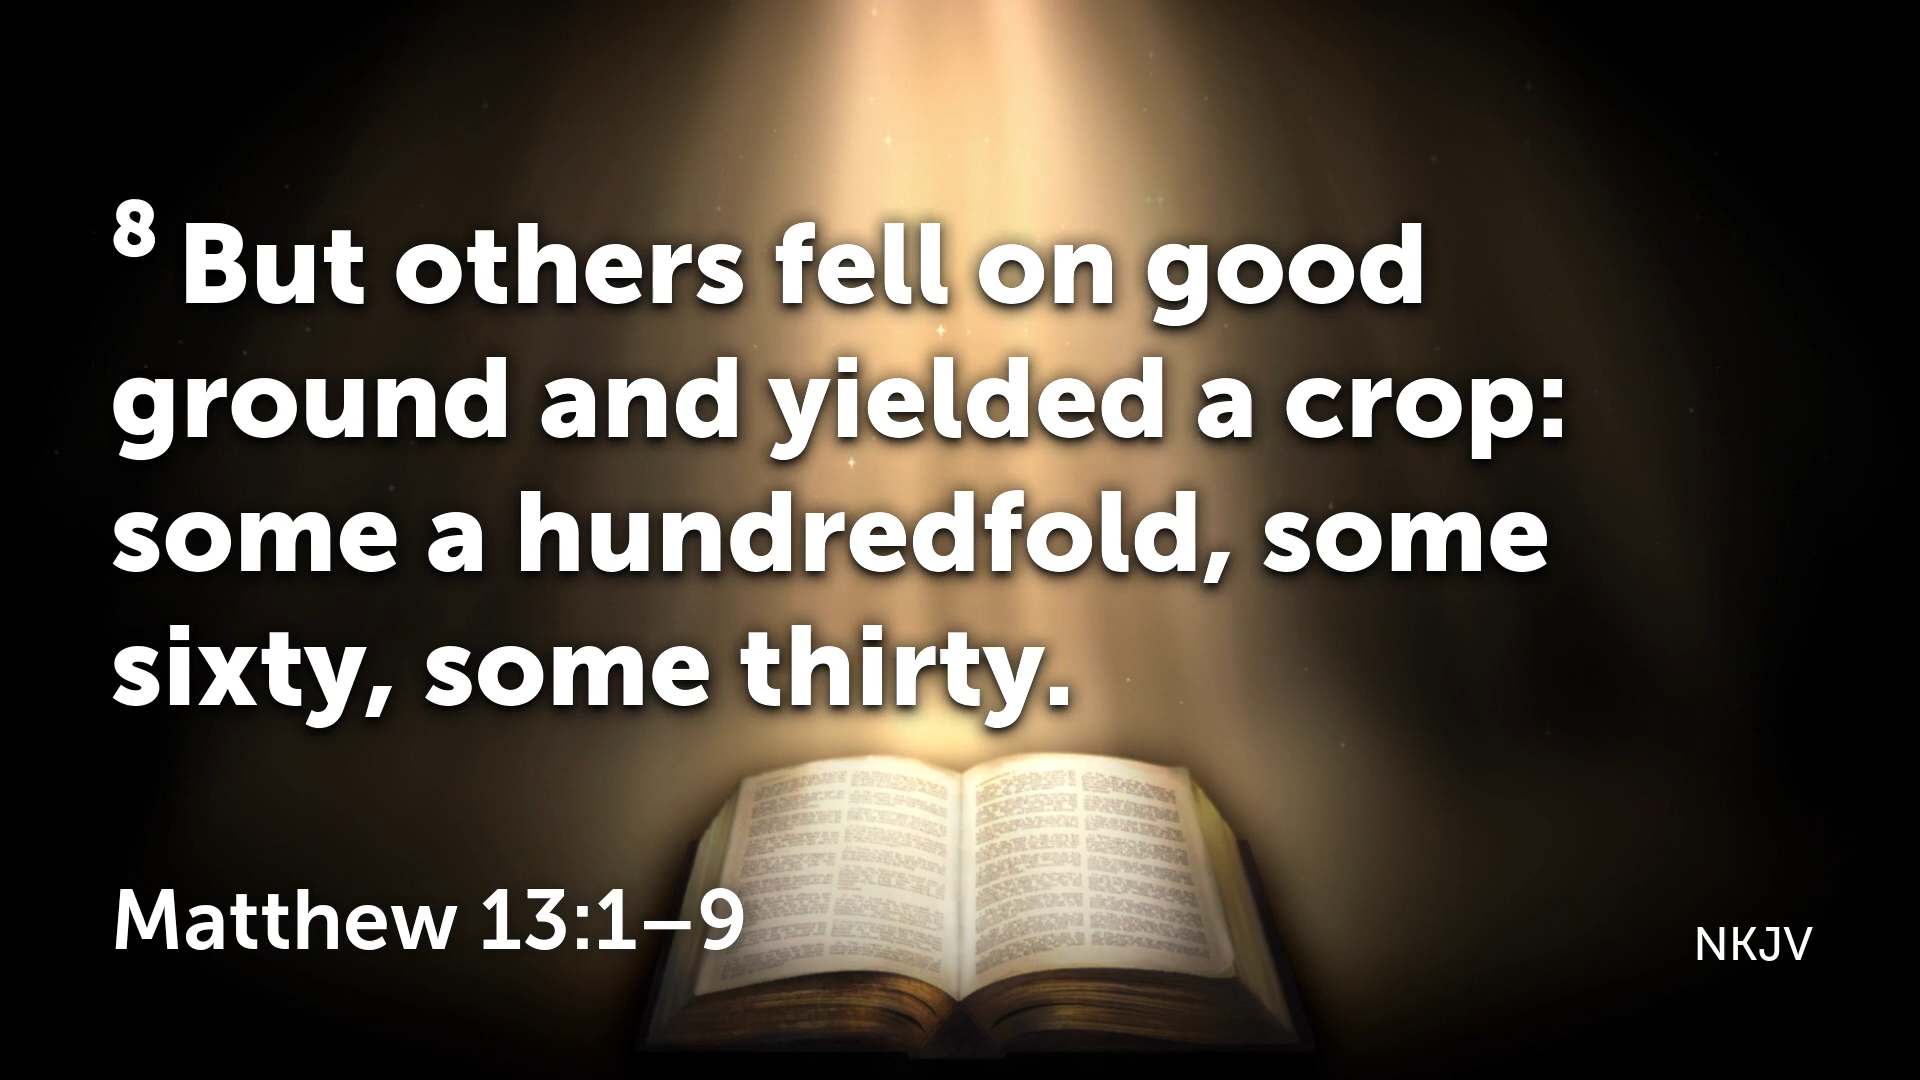 8 But others fell on good
ground and yielded a crop:
some a hundredfold, some
sixty, some thirty.
Matthew 13:1–9
NKJV